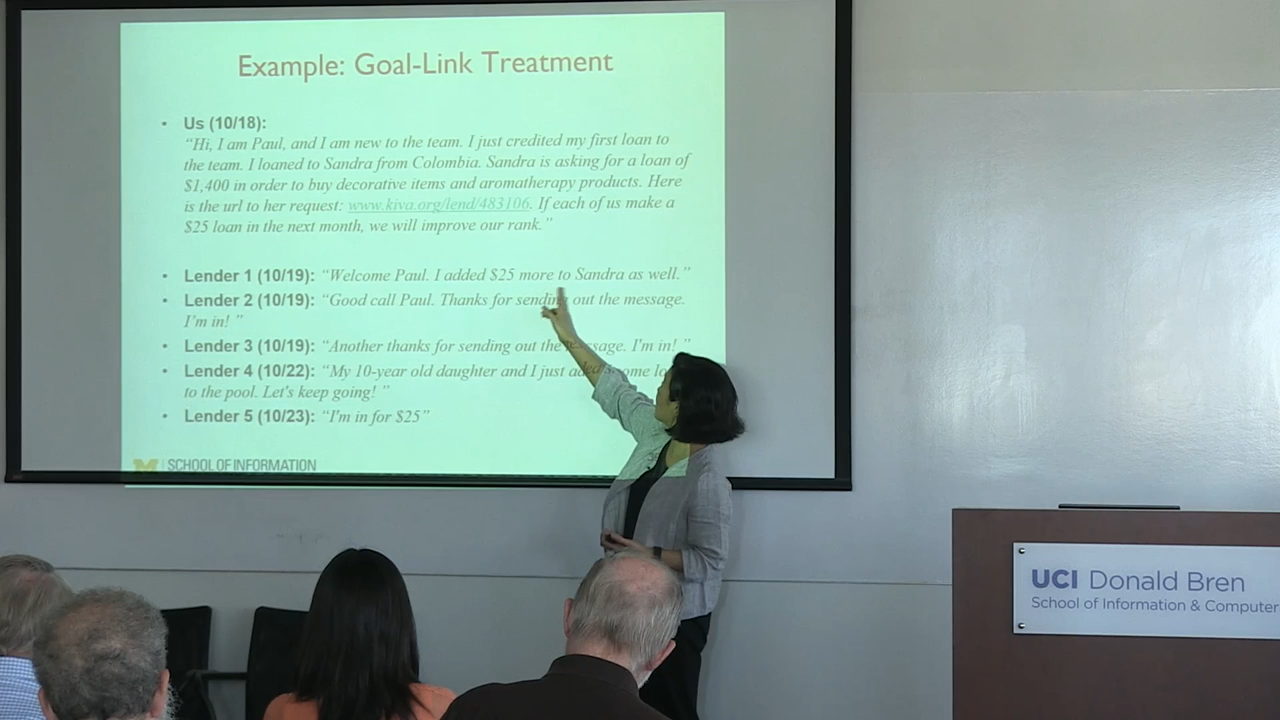 Example: Goal-Link Treatment
• Us (10/18):
“Hi, I am Paul, and I am new to the team. I just credited my first loan to
the team. I loaned to Sandra from Colombia. Sandra is asking for a loan of
$1,400 in order to buy decorative items and aromatherapy products. Here
is the url to her request: www.kiva.org/lend/483106. If each of us make a
$25 loan in the next month, we will improve our rank.”
• Lender 1 (10/19): “Welcome Paul. I added $25 more to Sandra as well.”
• Lender 2 (10/19): “Good call Paul. Thanks for sending out the message.
I'm in! ”
• Lender 3 (10/19): “Another thanks for sending out the message. I'm in! ”
• Lender 4 (10/22): “My 10-year old daughter and I just added some
to the pool. Let's keep going! ”
• Lender 5 (10/23): “I'm in for $25”
M SCHOOL OF INFORMATION
UCI Donald Bren
School of Information & Computer